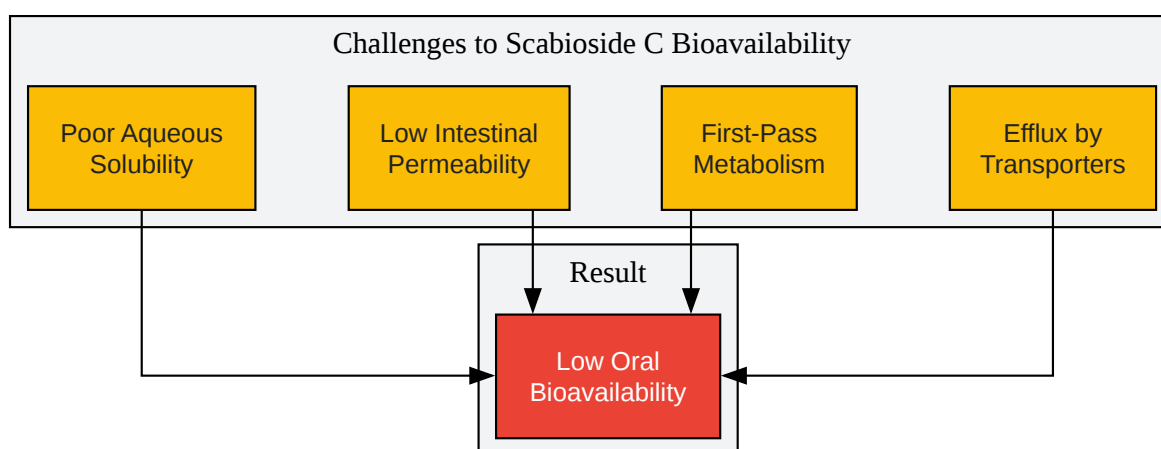 Challenges to Scabioside C Bioavailability
Poor Aqueous
Solubility
Low Intestinal
Permeability
First-Pass
Metabolism
Efflux by
Transporters
Result
Low Oral
Bioavailability